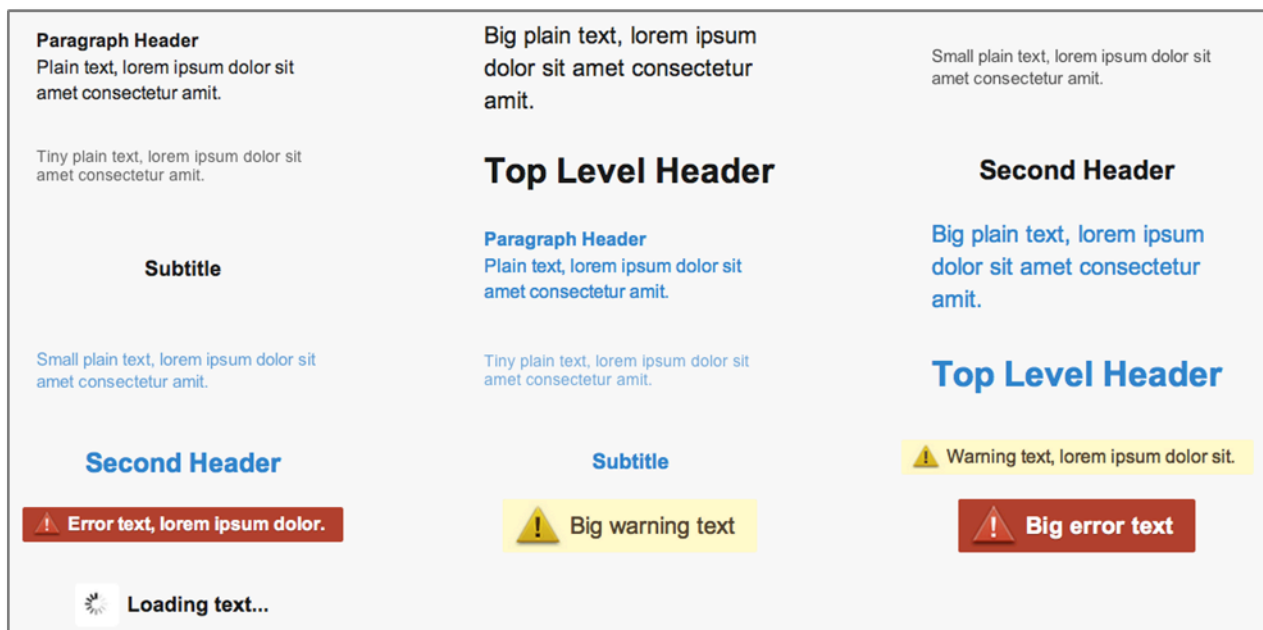 Paragraph Header
Plain text, lorem ipsum dolor sit
amet consectetur amit.
Big plain text, lorem ipsum
dolor sit amet consectetur
amit.
Small plain text, lorem ipsum dolor sit
amet consectetur amit.
Tiny plain text, lorem ipsum dolor sit
amet consectetur amit.
Top Level Header
Second Header
Subtitle
Paragraph Header
Plain text, lorem ipsum dolor sit
amet consectetur amit.
Big plain text, lorem ipsum
dolor sit amet consectetur
amit.
Small plain text, lorem ipsum dolor sit
amet consectetur amit.
Tiny plain text, lorem ipsum dolor sit
amet consectetur amit.
Top Level Header
Second Header
Subtitle
Warning text, lorem ipsum dolor sit.
Error text, lorem ipsum dolor.
Big warning text
Big error text
Loading text...